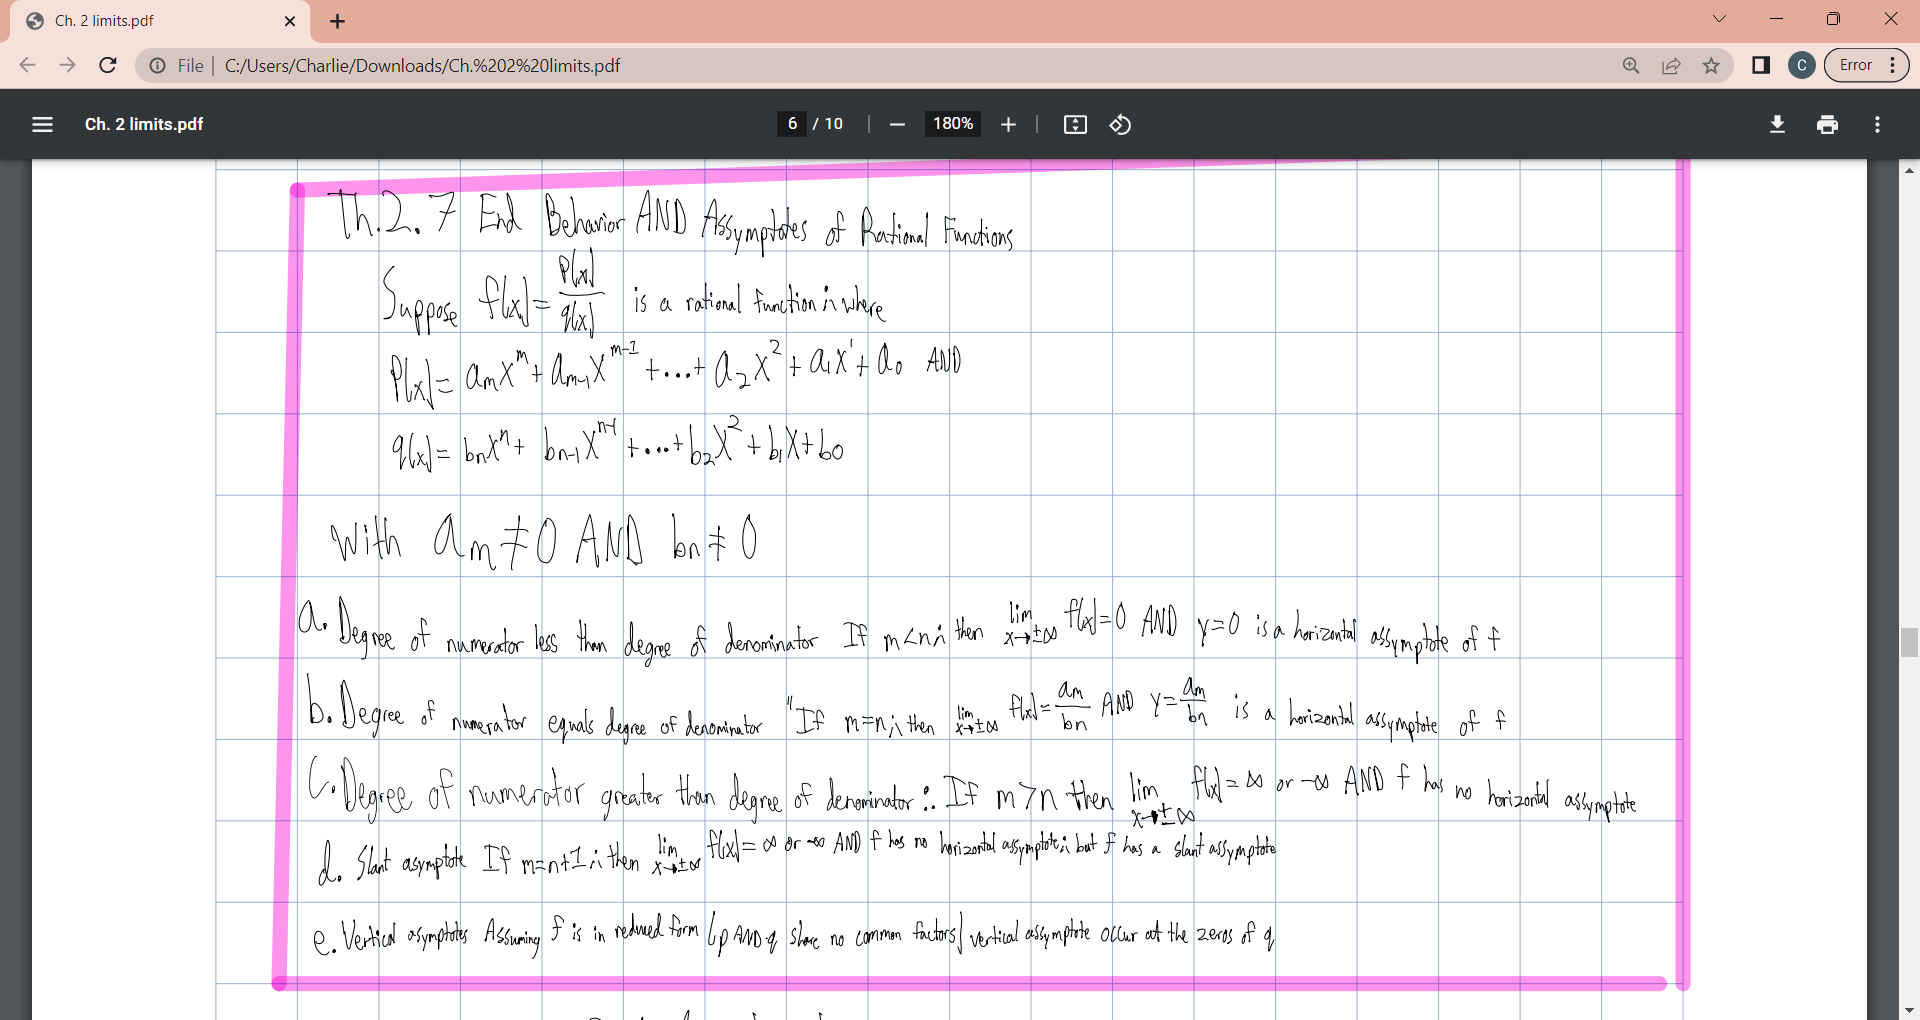 Ch. 2 limits.pdf
File | C:/Users/Charlie/Downloads/Ch.%202%20limits.pdf
C
Error
Ch. 2 limits.pdf
6 / 10
180%
Th. 2.7 End Behavior AND Assymptotes of Rational Functions
Suppose f(x) = P(x)/q(x) is a rational function; where
P(x) = amx^m + am-1x^m-1 + ... + a2x^2 + a1x^1 + a0 AND
q(x) = bnx^n + bn-1x^n-1 + ... + b2x^2 + b1x + b0
With am ≠ 0 AND bn ≠ 0
a. Degree of numerator less than degree of denominator If m<n; then lim x→±∞ f(x)=0 AND y=0 is a horizontal assymptote of f
b. Degree of numerator equals degree of denominator "If m=n; then lim x→±∞ f(x)= am/bn AND y= am/bn is a horizontal assymptote of f
C. Degree of numerator greater than degree of denominator: If m>n then lim x→±∞ f(x)= ∞ or -∞ AND f has no horizontal assymptote
d. Slant asymptote If m=n+1; then lim x→±∞ f(x)= ∞ or -∞ AND f has no horizontal assymptote; but f has a slant assymptote
e. Vertical asymptotes Assuming f is in reduced form (p AND q share no common factors) vertical assymptote occur at the zeros of q